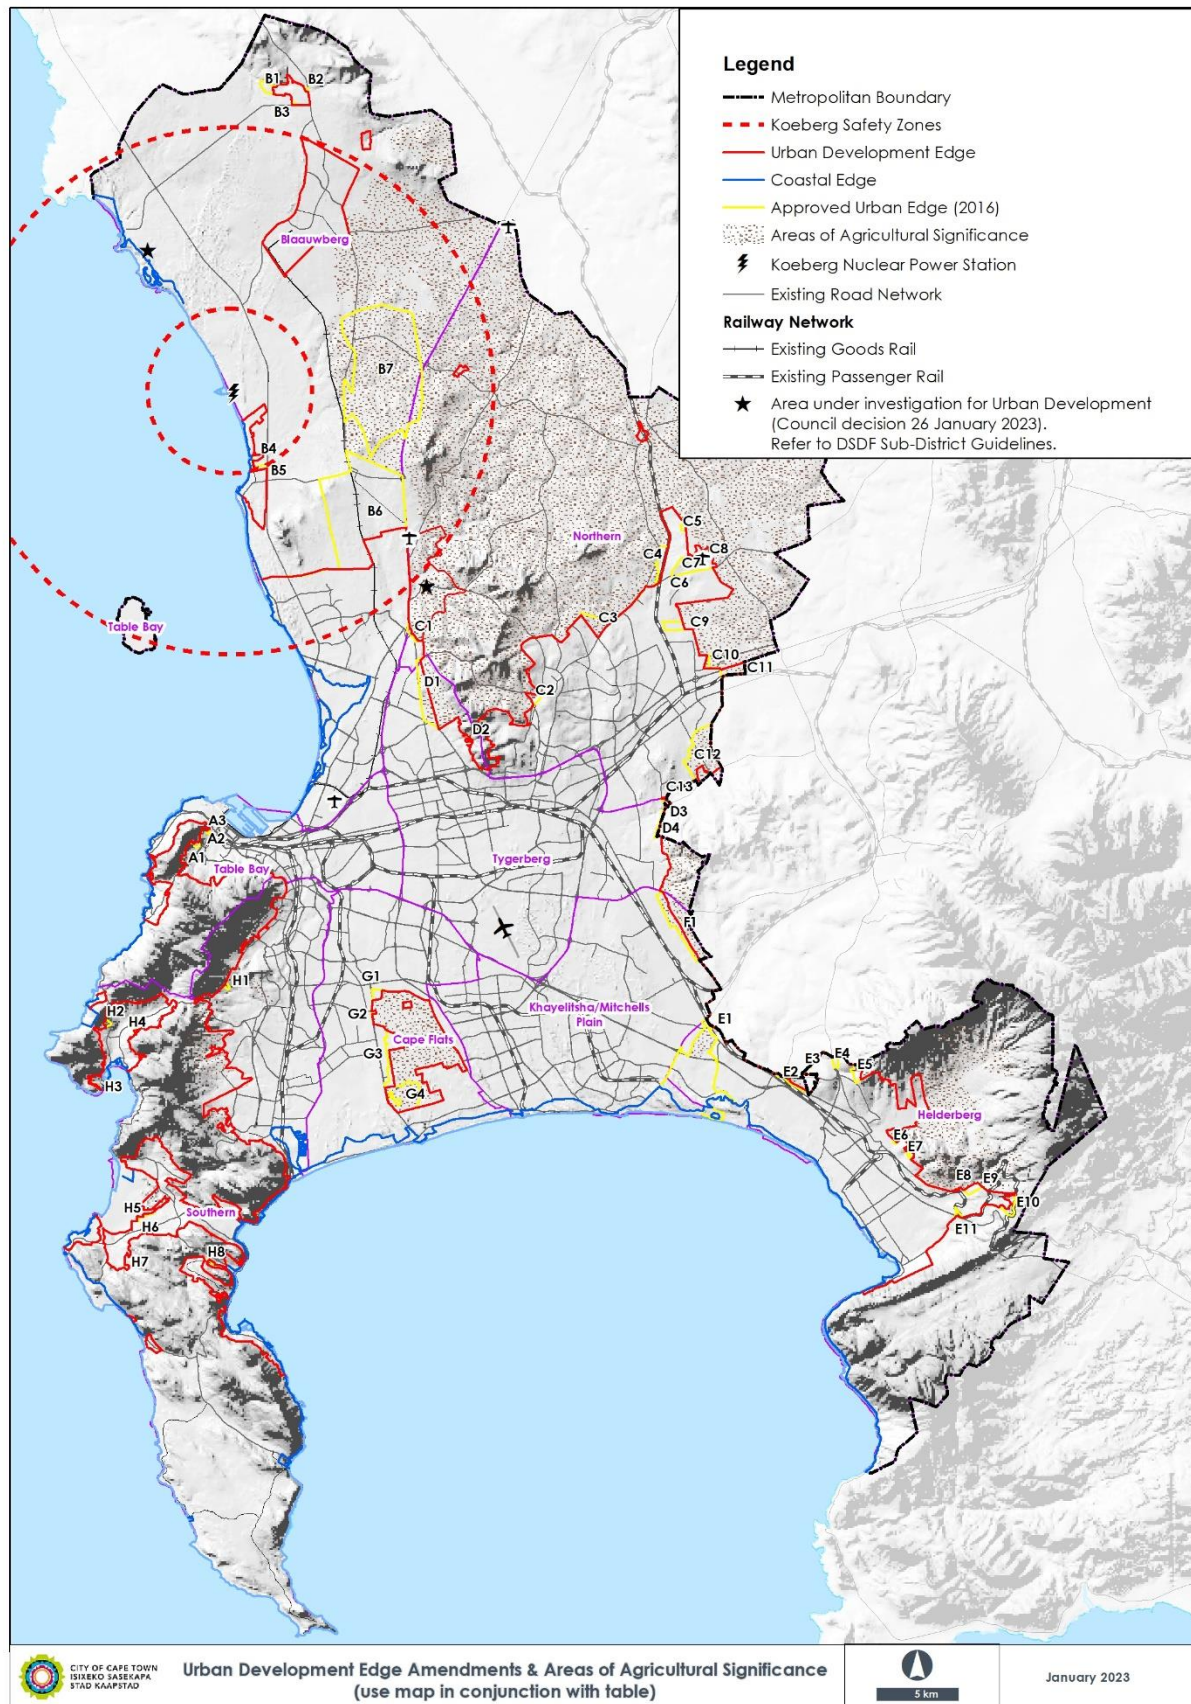 Legend
Metropolitan Boundary
Koeberg Safety Zones
Urban Development Edge
Coastal Edge
Approved Urban Edge (2016)
Areas of Agricultural Significance
Koeberg Nuclear Power Station
Existing Road Network
Railway Network
Existing Goods Rail
Existing Passenger Rail
Area under investigation for Urban Development
(Council decision 26 January 2023).
Refer to DSDF Sub-District Guidelines.
B1
B2
B3
Blaauwberg
B7
B4
B5
B6
Northern
C5
C4
C8
C7
C6
Table Bay
C1
C3
C9
C10
C11
D1
C2
D2
C12
C13
D3
D4
A3
A2
A1
Table Bay
Tygerberg
F1
H1
G1
G2
Khayelitsha/Mitchells
Plain
H2
H4
Cape Flats
E1
G3
H3
G4
E3
E4
E2
E5
Helderberg
E6
E7
E8
E9
E10
E11
H5
Southern
H6
H7
H8
CITY OF CAPE TOWN
ISIXEKO SASEKAPA
STAD KAAPSTAD
Urban Development Edge Amendments & Areas of Agricultural Significance
(use map in conjunction with table)
5 km
January 2023